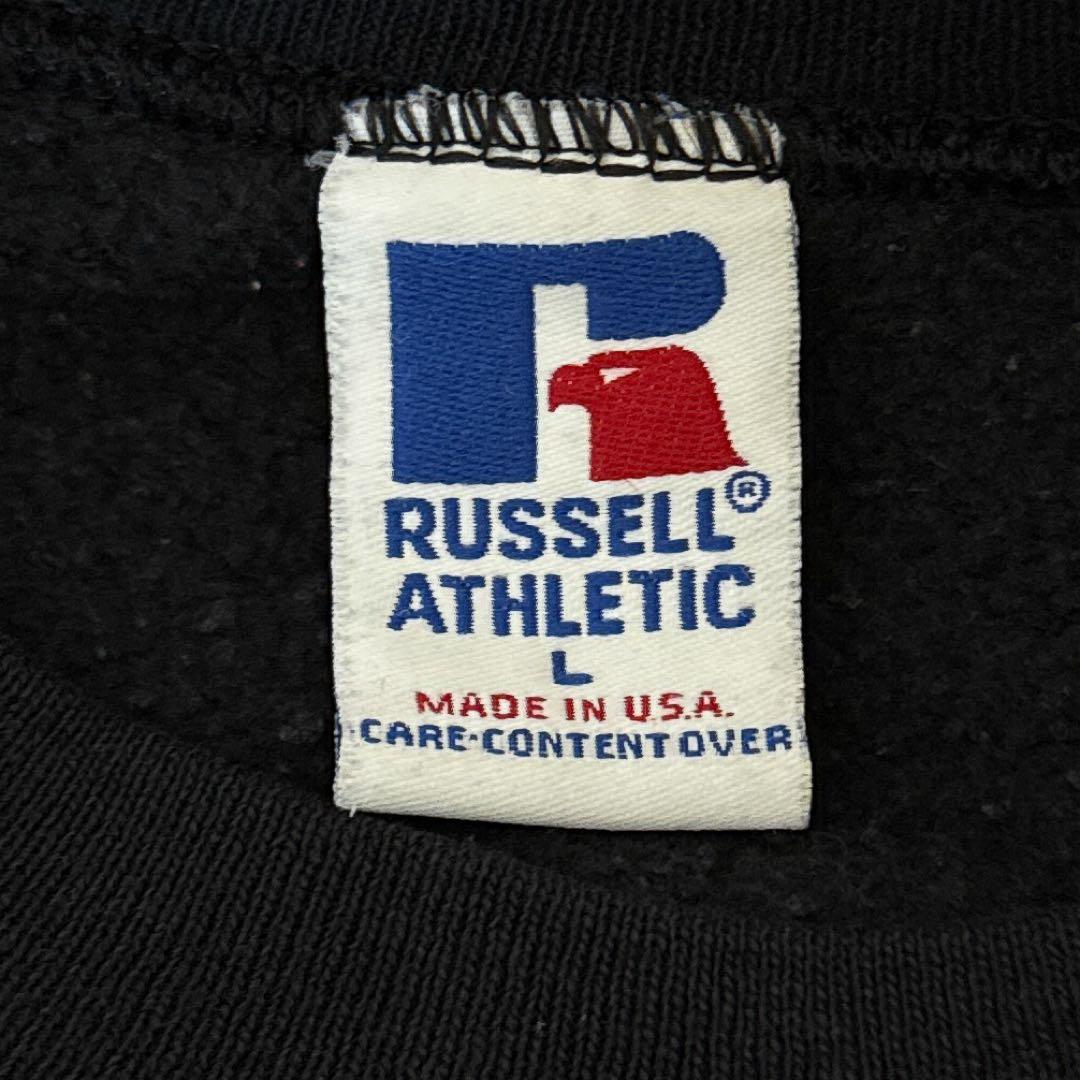 RUSSELL®
ATHLETIC
L
MADE IN U.S.A.
CARE·CONTENT OVER